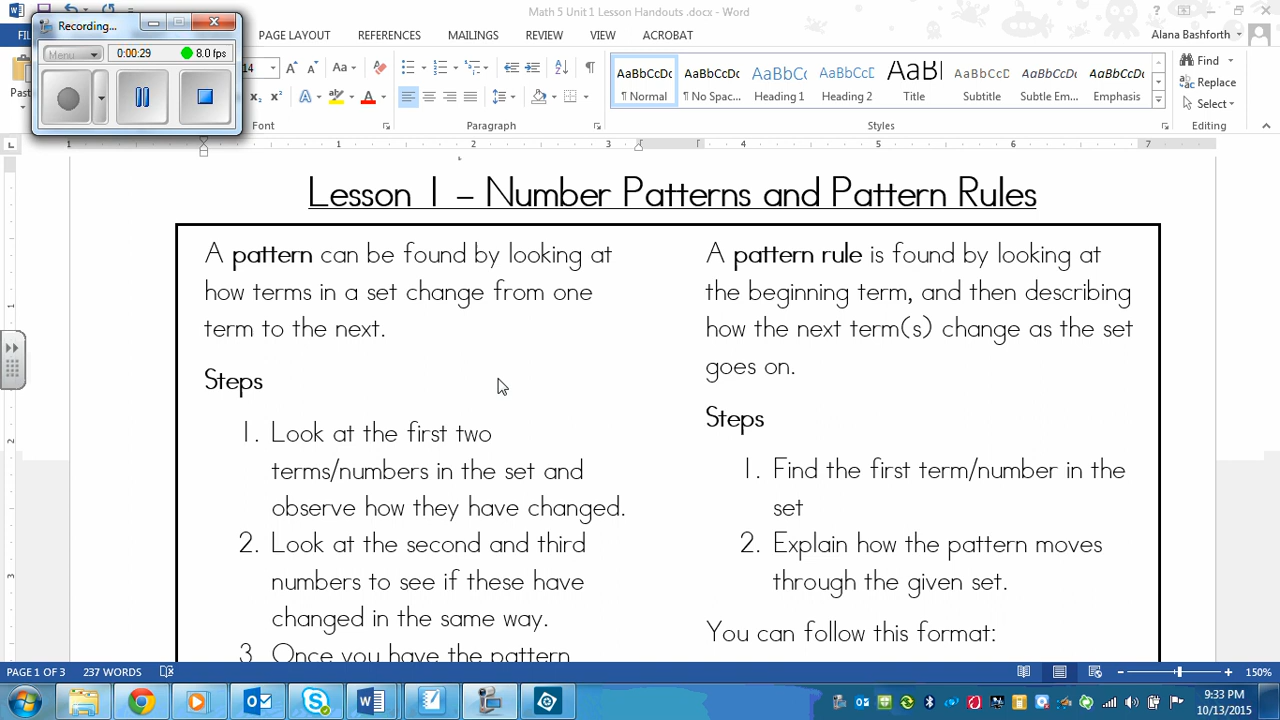 Math 5 Unit 1 Lesson Handouts .docx - Word
Recording...
Menu
0:00:29
8.0 fps
PAGE LAYOUT
REFERENCES
MAILINGS
REVIEW
VIEW
ACROBAT
Alana Bashforth
14
Aa
AaBbCcDc
¶ Normal
AaBbCcDc
¶ No Spac...
AaBbCc
Heading 1
AaBbCcDc
Heading 2
Title
AaBbCcDc
Subtitle
AaBbCcDc
Subtle Em...
AaBbCcDc
Emphasis
Find
Replace
Select
Font
Paragraph
Styles
Editing
Lesson 1 – Number Patterns and Pattern Rules
A pattern can be found by looking at
how terms in a set change from one
term to the next.
Steps
1. Look at the first two
terms/numbers in the set and
observe how they have changed.
2. Look at the second and third
numbers to see if these have
changed in the same way.
3. Once you have the pattern
A pattern rule is found by looking at
the beginning term, and then describing
how the next term(s) change as the set
goes on.
Steps
1. Find the first term/number in the
set
2. Explain how the pattern moves
through the given set.
You can follow this format:
PAGE 1 OF 3
237 WORDS
150%
9:33 PM
10/13/2015